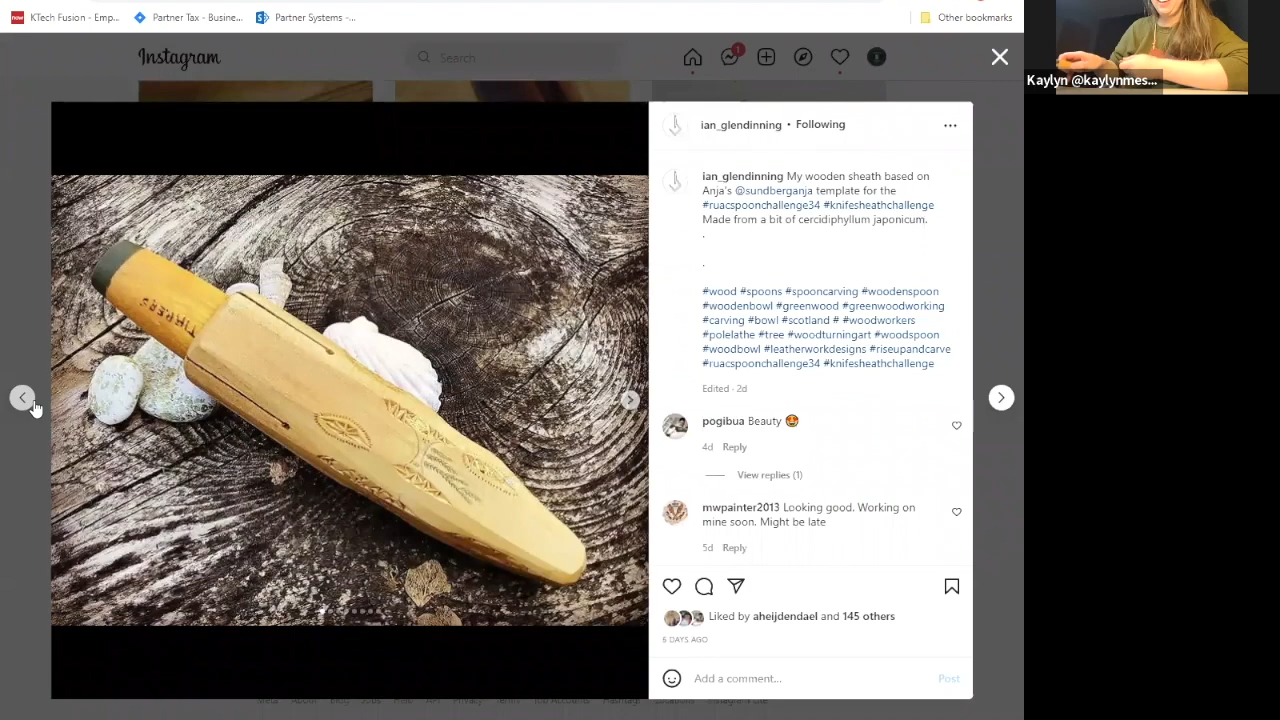 KTech Fusion - Emp...
Partner Tax - Busine...
Partner Systems -...
Other bookmarks
Instagram
Search
1
Kaylyn @kaylynmes...
ian_glendinning • Following
ian_glendinning My wooden sheath based on
Anja's @sundberganja template for the
#ruacspoonchallenge34 #knifesheathchallenge
Made from a bit of cercidiphyllum japonicum.
.
.
#wood #spoons #spooncarving #woodenspoon
#woodenbowl #greenwood #greenwoodworking
#carving #bowl #scotland # #woodworkers
#polelathe #tree #woodturningart #woodspoon
#woodbowl #leatherworkdesigns #riseupandcarve
#ruacspoonchallenge34 #knifesheathchallenge
Edited · 2d
pogibua Beauty 🤩
4d Reply
View replies (1)
mwpainter2013 Looking good. Working on
mine soon. Might be late
5d Reply
Liked by aheijdendael and 145 others
5 DAYS AGO
Add a comment...
Post